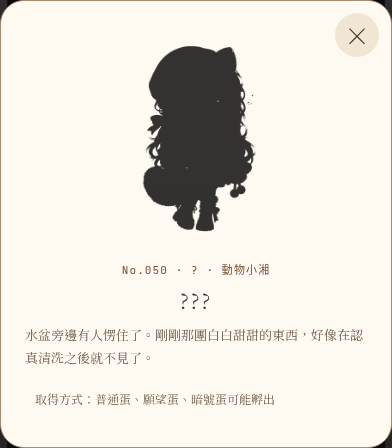 No.050 · ? · 動物小湘
???
水盆旁邊有人愣住了。剛剛那團白白甜甜的東西，好像在認
真清洗之後就不見了。
取得方式：普通蛋、願望蛋、暗號蛋可能孵出